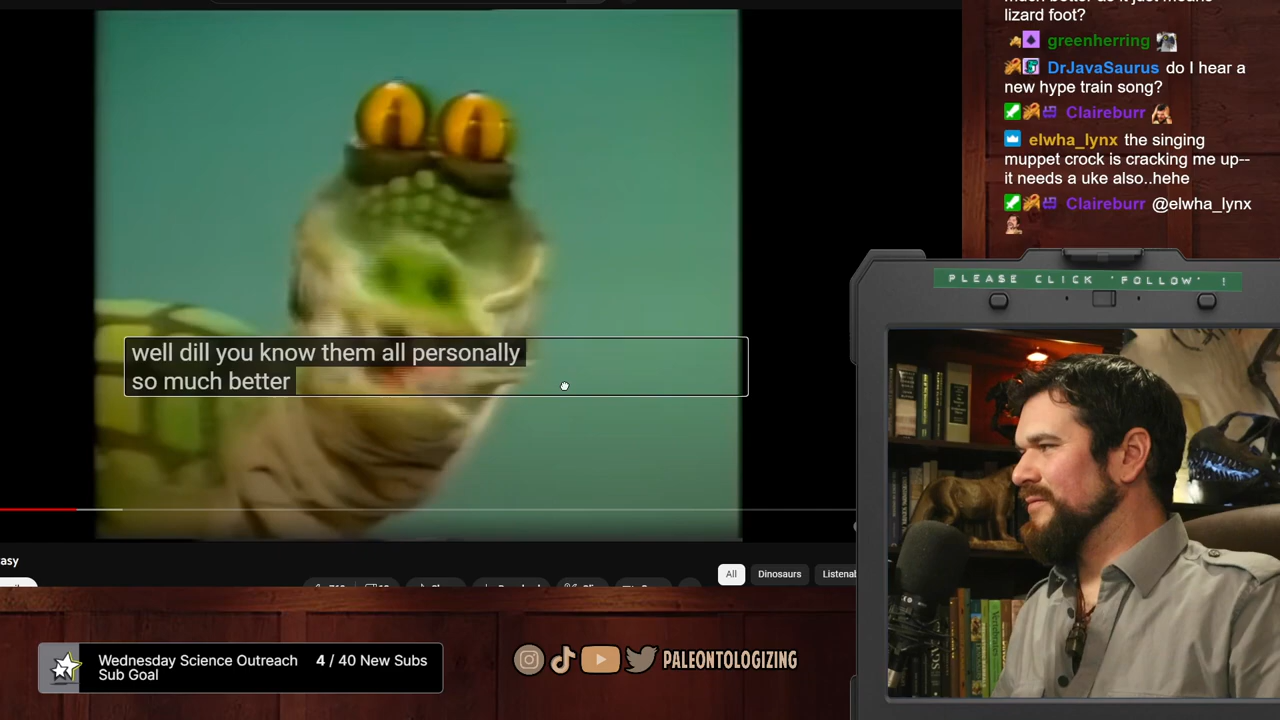 lizard foot?
greenherring
DrJavaSaurus do I hear a
new hype train song?
Claireburr
elwha_lynx the singing
muppet crock is cracking me up--
it needs a uke also..hehe
Claireburr @elwha_lynx
PLEASE CLICK 'FOLLOW' !
well dill you know them all personally
so much better
asy
All
Dinosaurs
Listenab
Wednesday Science Outreach 4 / 40 New Subs
Sub Goal
PALEONTOLOGIZING